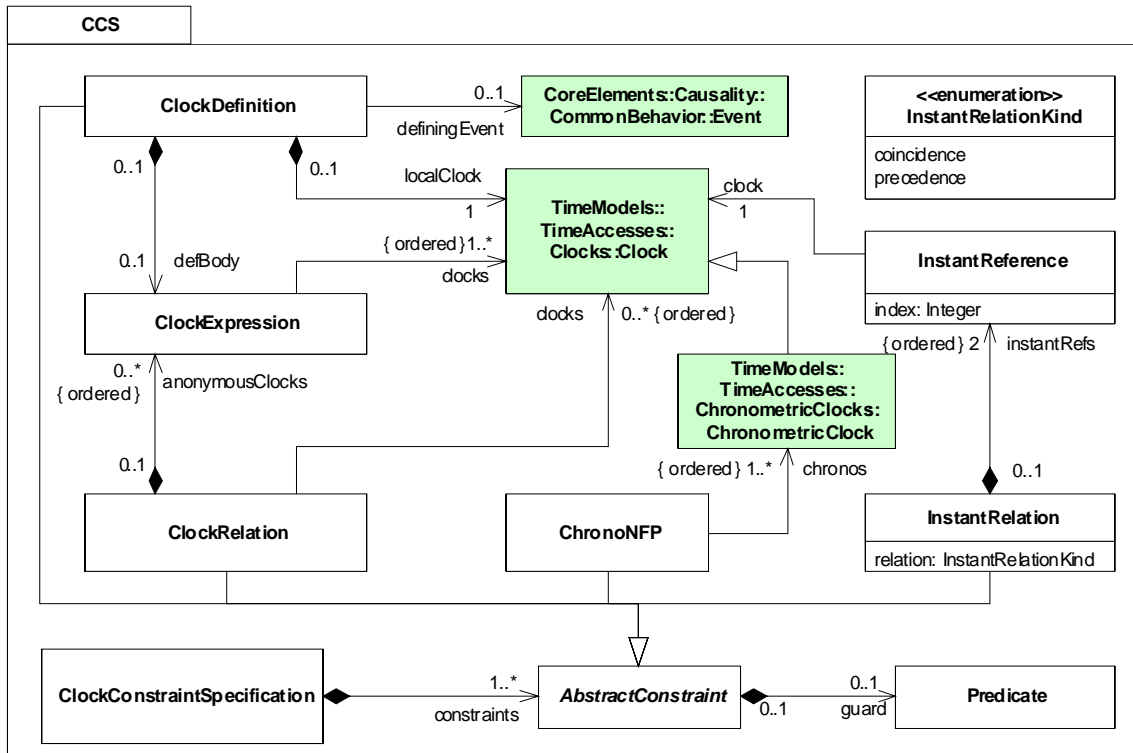 CCS
ClockDefinition
0..1
definingEvent
CoreElements::Causality::
CommonBehavior::Event
<<enumeration>>
InstantRelationKind
coincidence
precedence
0..1
0..1
localClock
1
TimeModels::
TimeAccesses::
Clocks::Clock
clock
1
{ ordered} 1..*
clocks
0..1
defBody
ClockExpression
InstantReference
index: Integer
clocks
0..* { ordered}
{ ordered} 2
instantRefs
0..*
{ ordered}
anonymousClocks
TimeModels::
TimeAccesses::
ChronometricClocks:
ChronometricClock
{ ordered} 1..*
chronos
0..1
0..1
ClockRelation
ChronoNFP
InstantRelation
relation: InstantRelationKind
ClockConstraintSpecification
1..*
constraints
AbstractConstraint
0..1
0..1
guard
Predicate